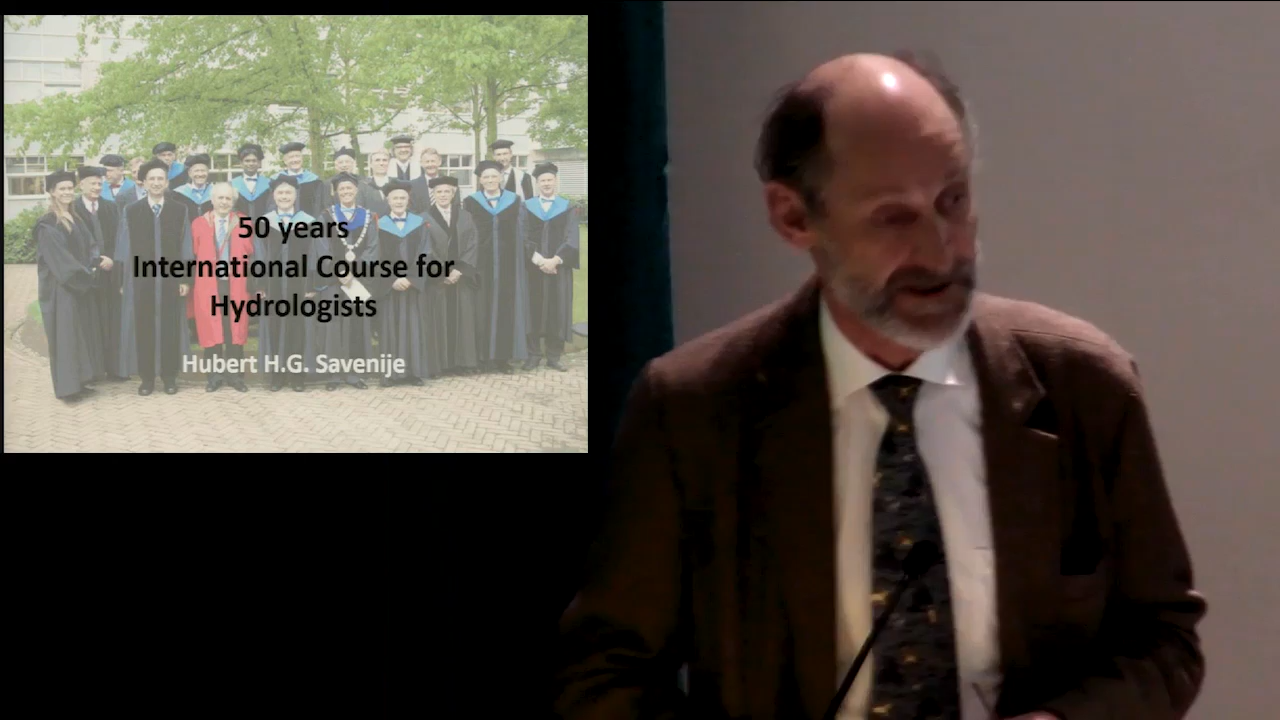 50 years
International Course for
Hydrologists
Hubert H.G. Savenije